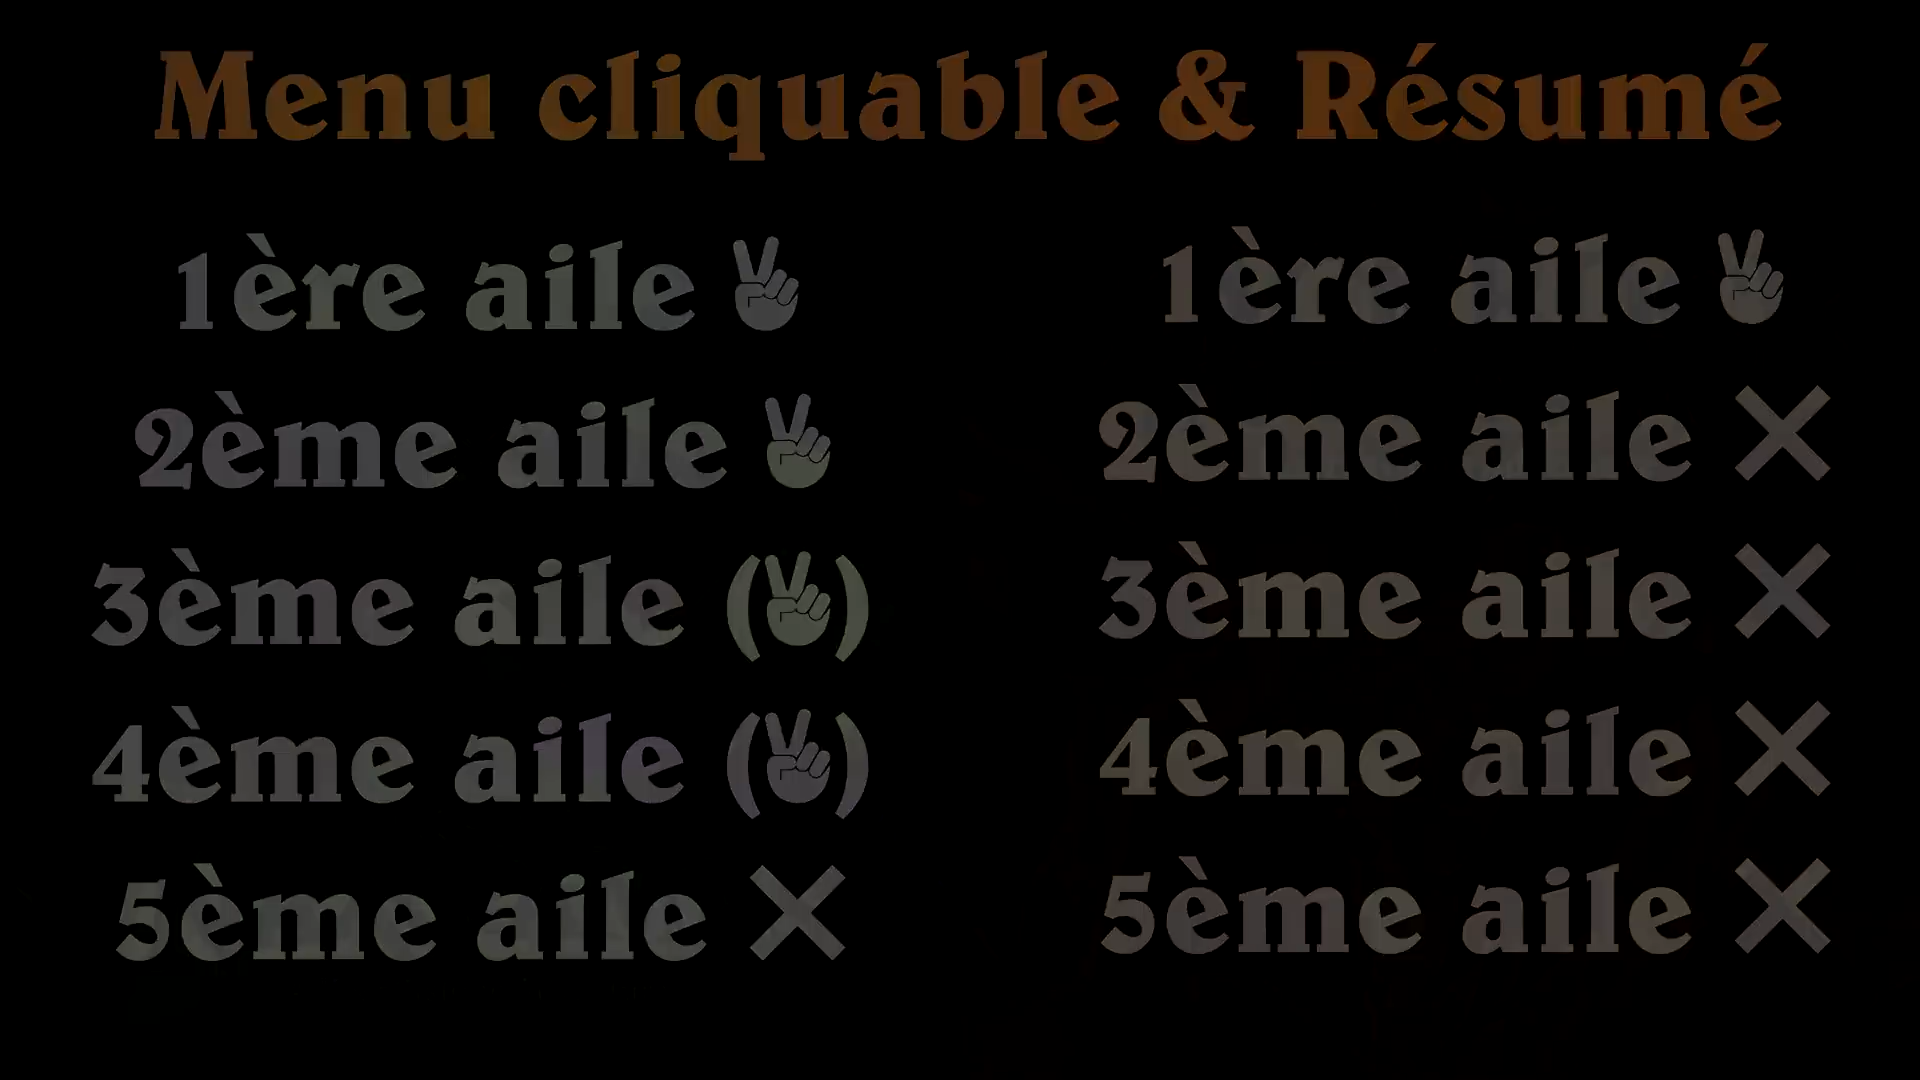 Menu cliquable & Résumé
1ère aile ✌
2ème aile ✌
3ème aile (✌)
4ème aile (✌)
5ème aile ✕
1ère aile ✌
2ème aile ✕
3ème aile ✕
4ème aile ✕
5ème aile ✕